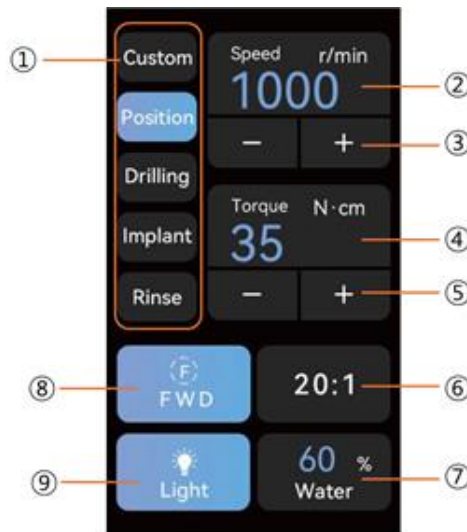 ①
Custom
Position
Drilling
Implant
Rinse
Speed r/min
1000
②
− +
③
Torque N·cm
35
④
− +
⑤
⑧
F
FWD
20:1
⑥
⑨
Light
60 %
Water
⑦